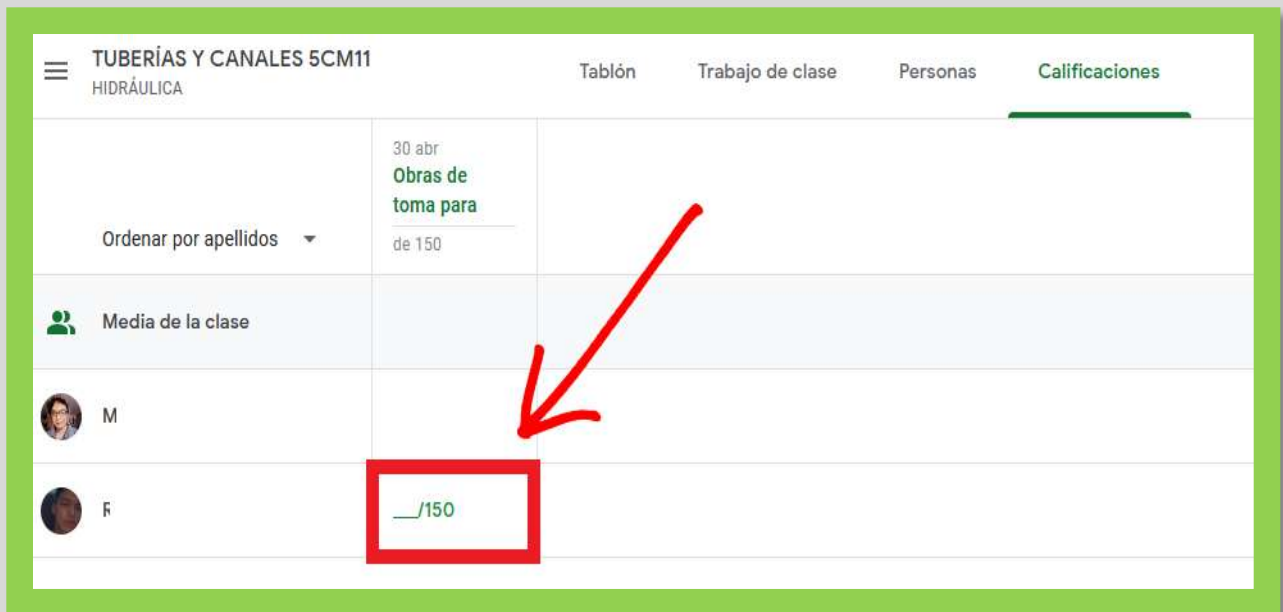 TUBERÍAS Y CANALES 5CM11
HIDRÁULICA
Tablón Trabajo de clase Personas Calificaciones
30 abr
Obras de
toma para
Ordenar por apellidos
de 150
Media de la clase
M
R
__/150